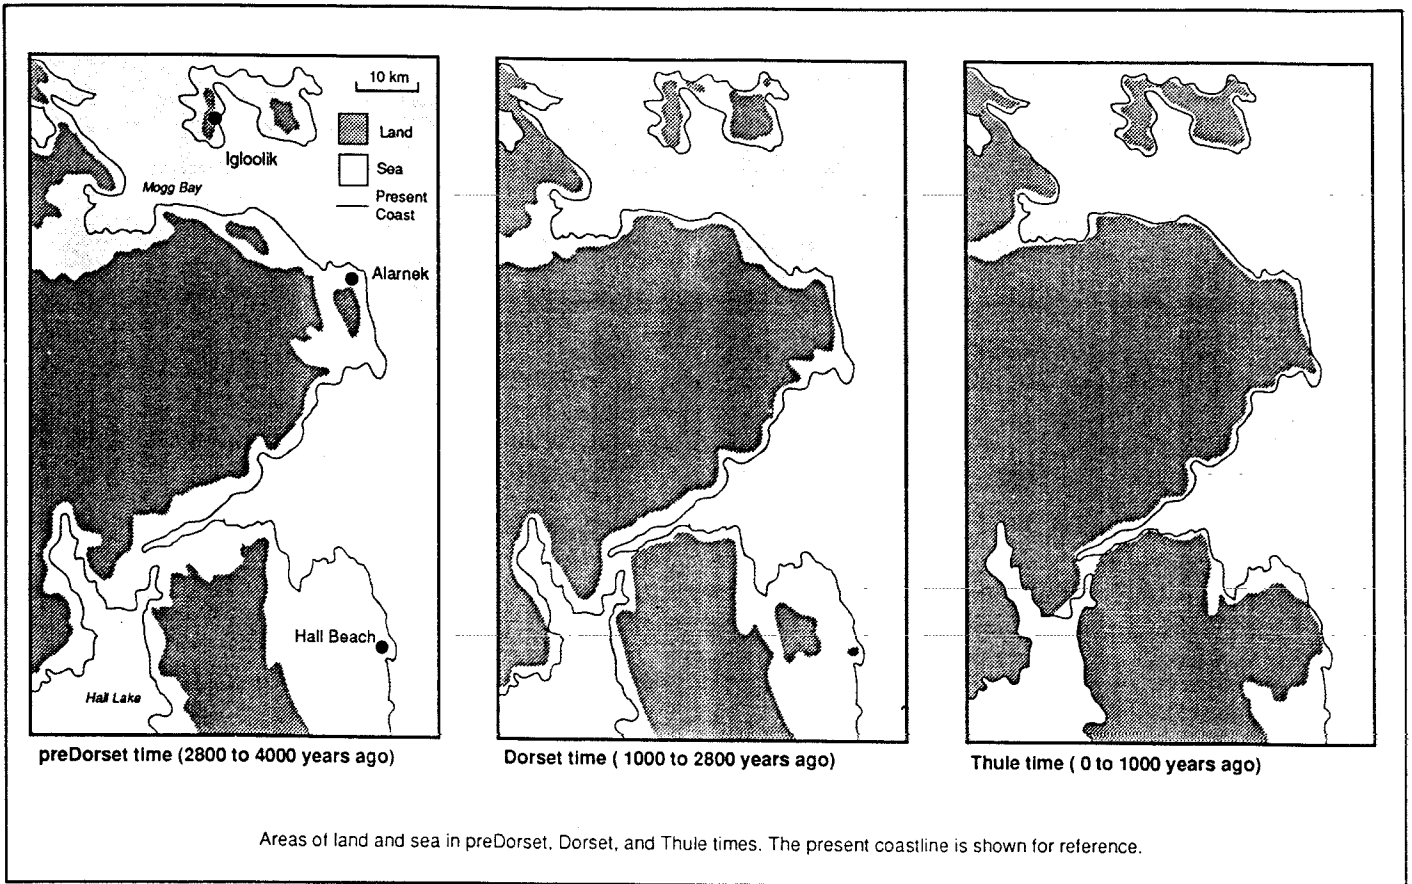 10 km
Land
Igloolik
Sea
Mogg Bay
Present
Coast
Alarnek
Hall Beach
Hall Lake
preDorset time (2800 to 4000 years ago)
Dorset time ( 1000 to 2800 years ago)
Thule time ( 0 to 1000 years ago)
Areas of land and sea in preDorset, Dorset, and Thule times. The present coastline is shown for reference.